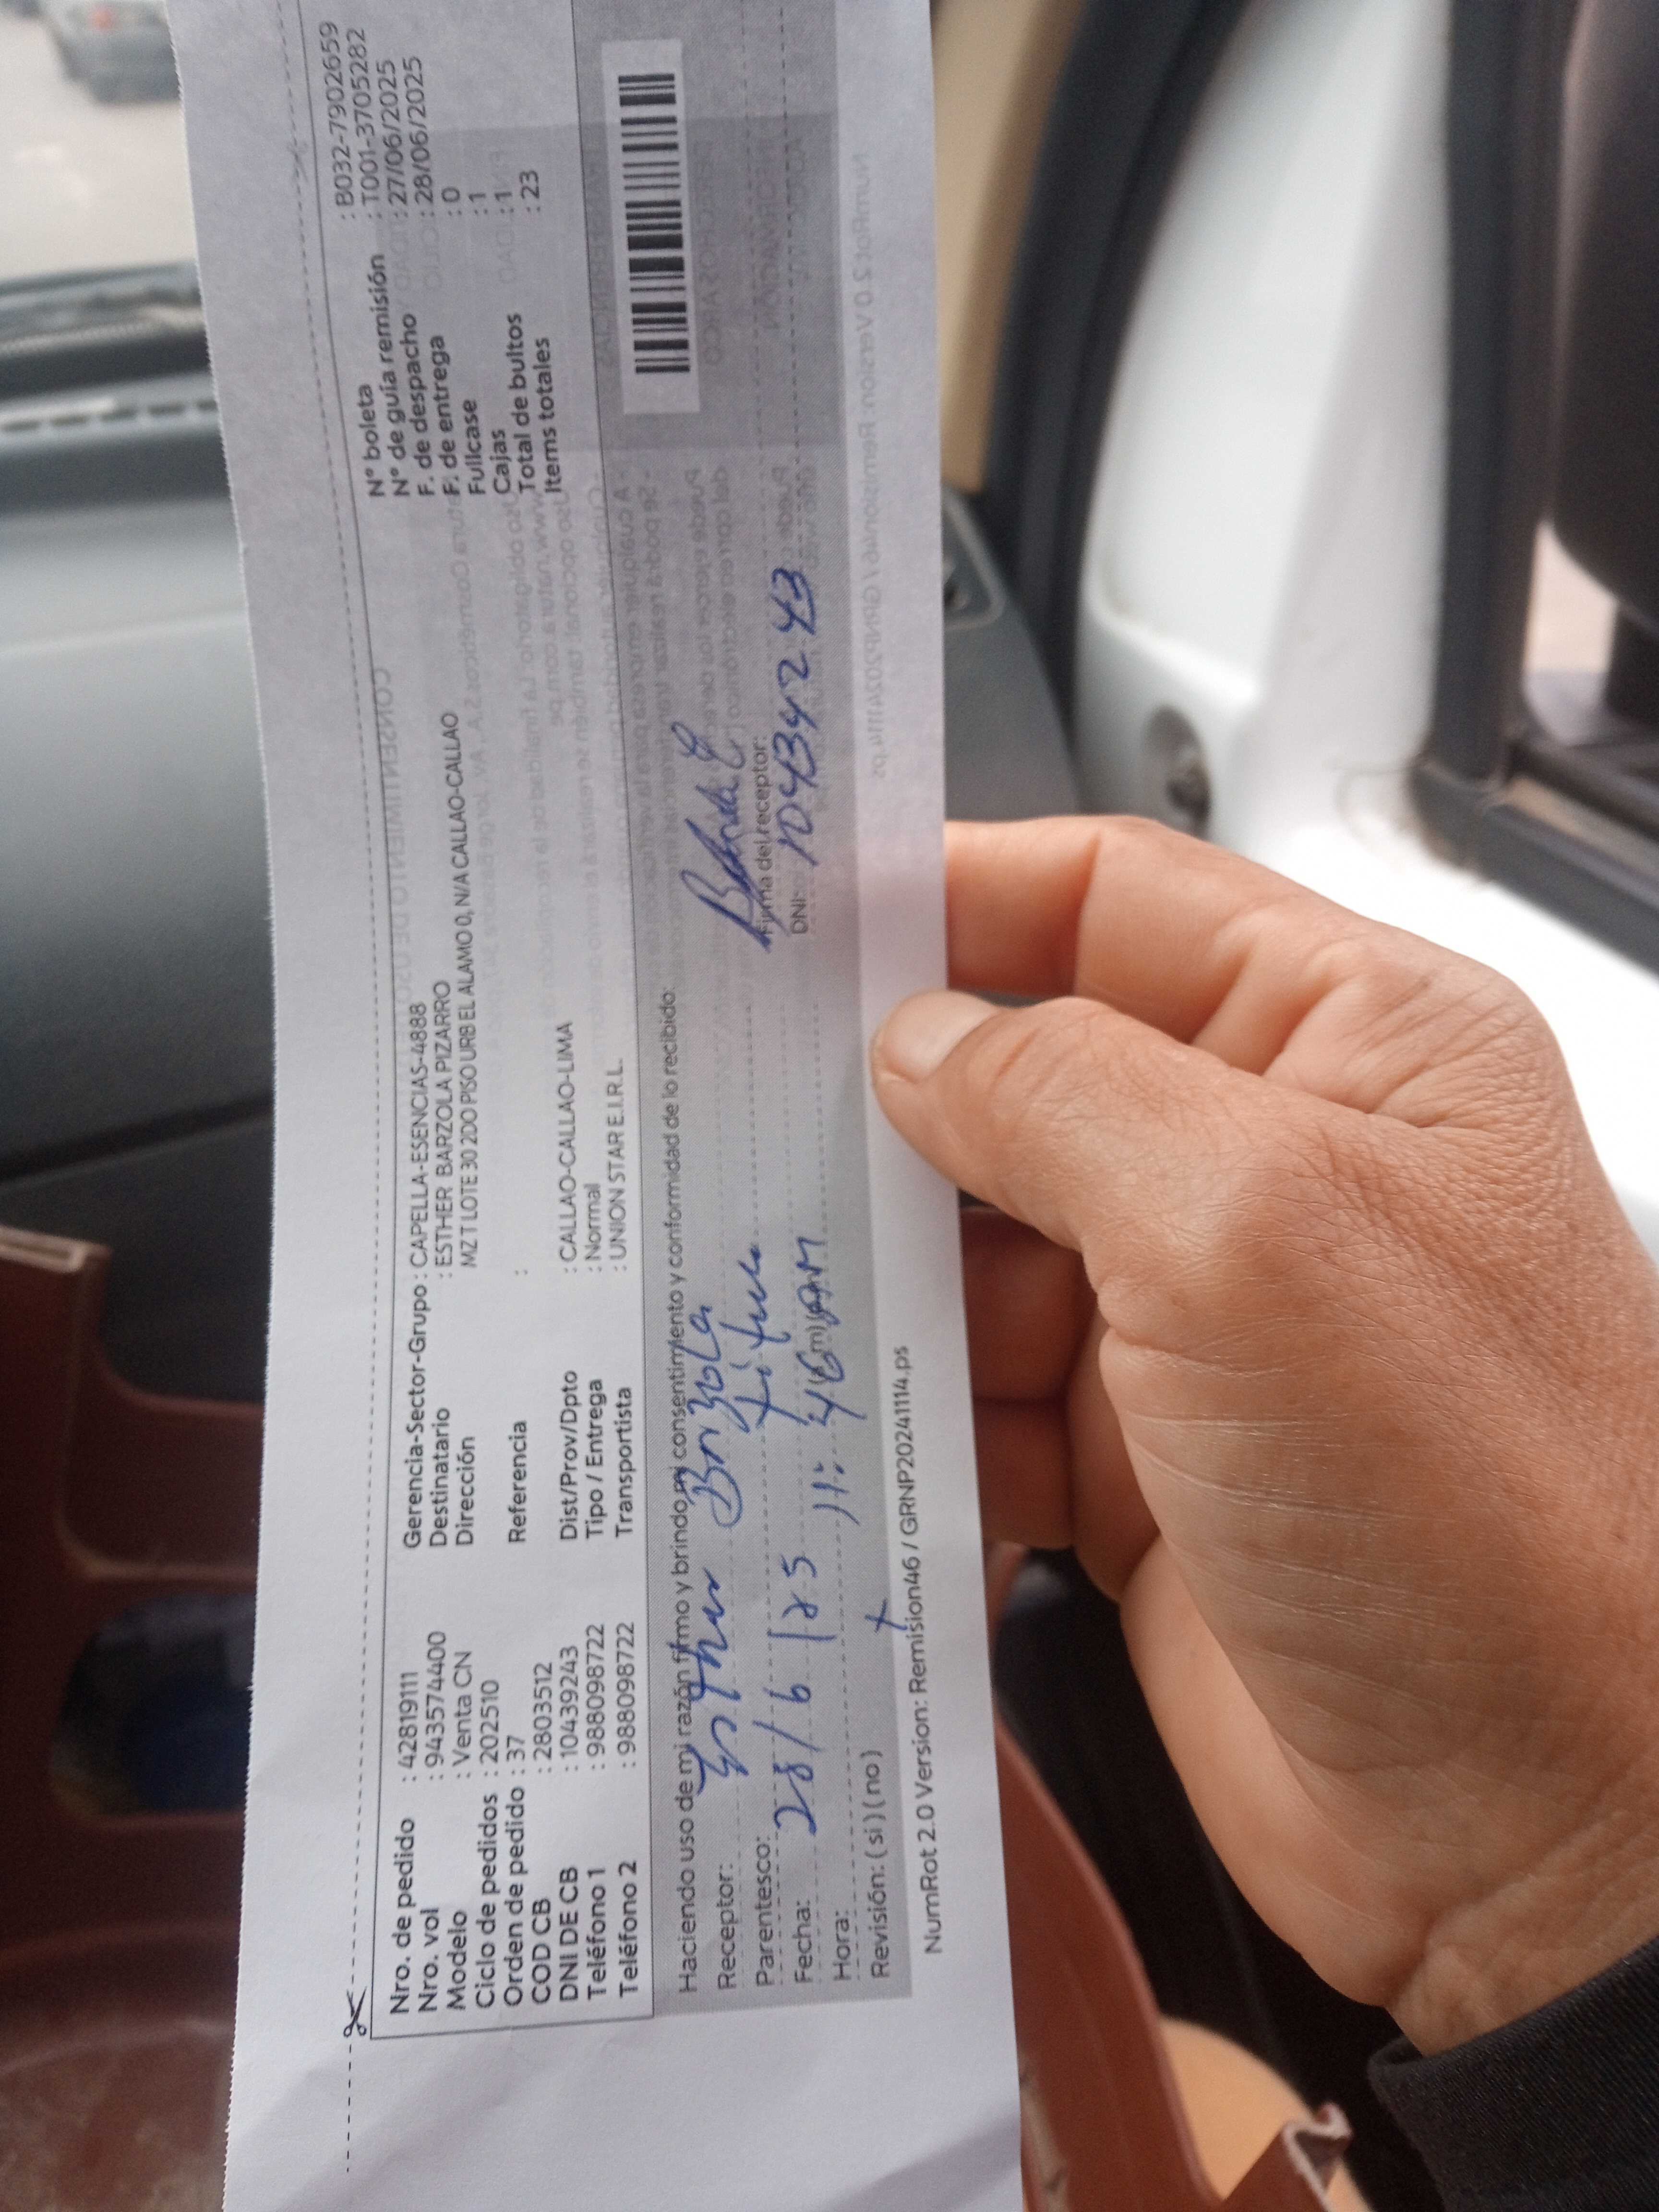 Nro. de pedido : 42819111
Nro. vol : 943574400
Modelo : Venta CN
Ciclo de pedidos : 202510
Orden de pedido : 37
COD CB : 2803512
DNI DE CB : 10439243
Teléfono 1 : 988098722
Teléfono 2 : 988098722
Gerencia-Sector-Grupo : CAPELLA-ESENCIAS-4888
Destinatario : ESTHER BARZOLA PIZARRO
Dirección MZ T LOTE 30 2DO PISO URB EL ALAMO 0, N/A CALLAO-CALLAO
Referencia :
Dist/Prov/Dpto : CALLAO-CALLAO-LIMA
Tipo / Entrega : Normal
Transportista : UNION STAR E.I.R.L.
N° boleta : B032-7902659
N° de guía remisión : T001-37705282
F. de despacho : 27/06/2025
F. de entrega : 28/06/2025
Fullcase : 0
Cajas : 1
Total de bultos : 1
Items totales : 23
Haciendo uso de mi razón firmo y brindo mi consentimiento y conformidad de lo recibido:
Receptor: Esther Barzola
Parentesco: titular
Fecha: 28/6/25
Hora: 11:46 AM
Revisión: ( si ) ( no )
Firma del receptor:
DNI: 10434243
NumRot 2.0 Version: Remision46 / GRNP20241114.ps